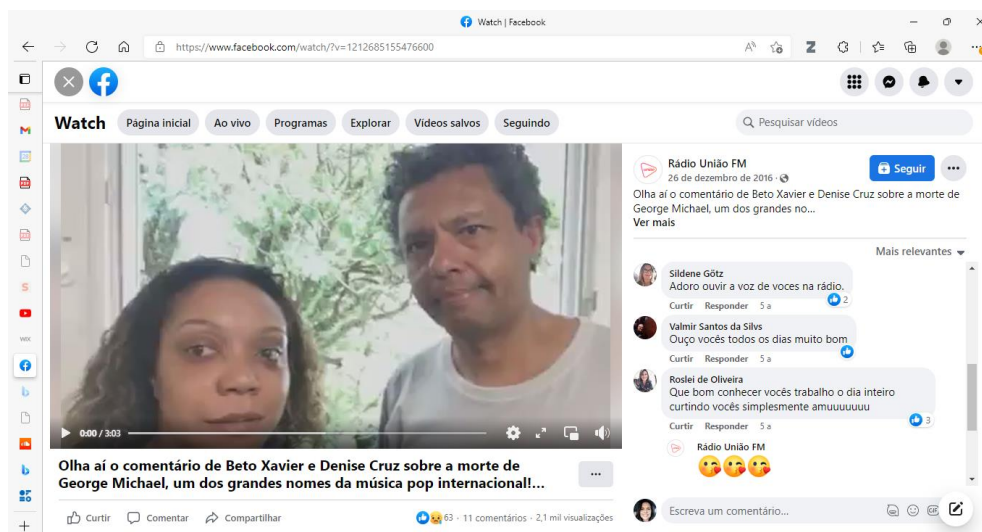 Watch | Facebook
https://www.facebook.com/watch/?v=1212685155476600
Watch
Página inicial
Ao vivo
Programas
Explorar
Vídeos salvos
Seguindo
Pesquisar vídeos
0:00 / 3:03
Olha aí o comentário de Beto Xavier e Denise Cruz sobre a morte de
George Michael, um dos grandes nomes da música pop internacional!...
Curtir
Comentar
Compartilhar
63 · 11 comentários · 2,1 mil visualizações
Rádio União FM
26 de dezembro de 2016 ·
Seguir
Olha aí o comentário de Beto Xavier e Denise Cruz sobre a morte de
George Michael, um dos grandes no...
Ver mais
Mais relevantes
Sildene Götz
Adoro ouvir a voz de voces na rádio.
2
Curtir Responder 5 a
Valmir Santos da Silvs
Ouço vocês todos os dias muito bom
Curtir Responder 5 a
Roslei de Oliveira
Que bom conhecer vocês trabalho o dia inteiro
curtindo vocês simplesmente amuuuuuuu
3
Curtir Responder 5 a
Rádio União FM
Escreva um comentário...
GIF